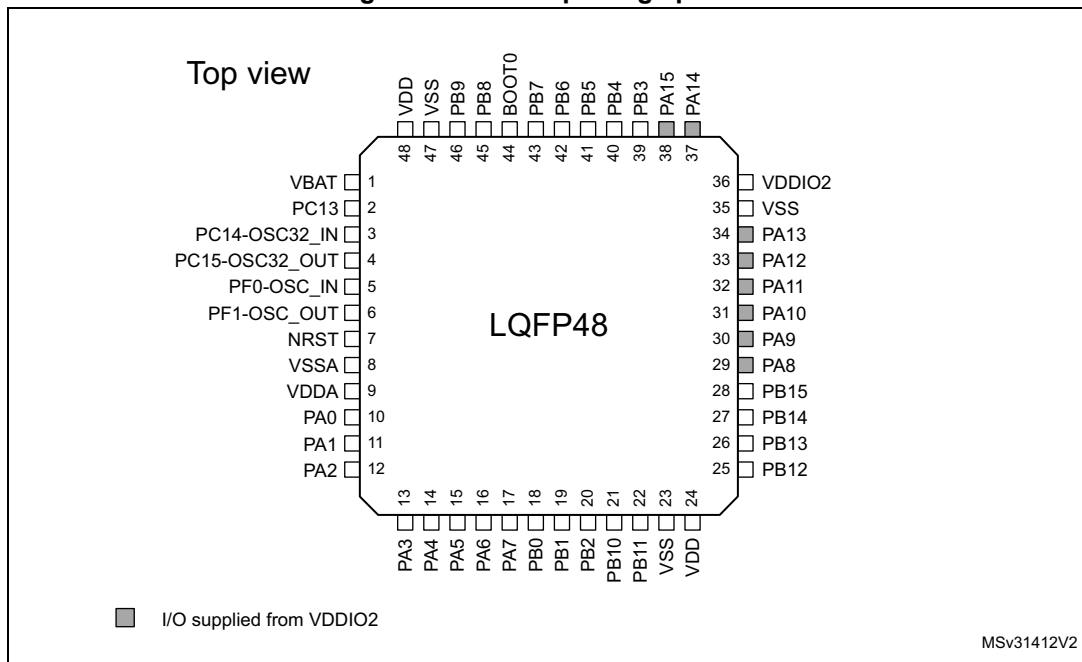 Top view
VDD
VSS
PB9
PB8
BOOT0
PB7
PB6
PB5
PB4
PB3
PA15
PA14
48
47
46
45
44
43
42
41
40
39
38
37
VBAT 1
PC13 2
PC14-OSC32_IN 3
PC15-OSC32_OUT 4
PF0-OSC_IN 5
PF1-OSC_OUT 6
NRST 7
VSSA 8
VDDA 9
PA0 10
PA1 11
PA2 12
LQFP48
36 VDDIO2
35 VSS
34 PA13
33 PA12
32 PA11
31 PA10
30 PA9
29 PA8
28 PB15
27 PB14
26 PB13
25 PB12
13
14
15
16
17
18
19
20
21
22
23
24
PA3
PA4
PA5
PA6
PA7
PB0
PB1
PB2
PB10
PB11
VSS
VDD
I/O supplied from VDDIO2
MSv31412V2